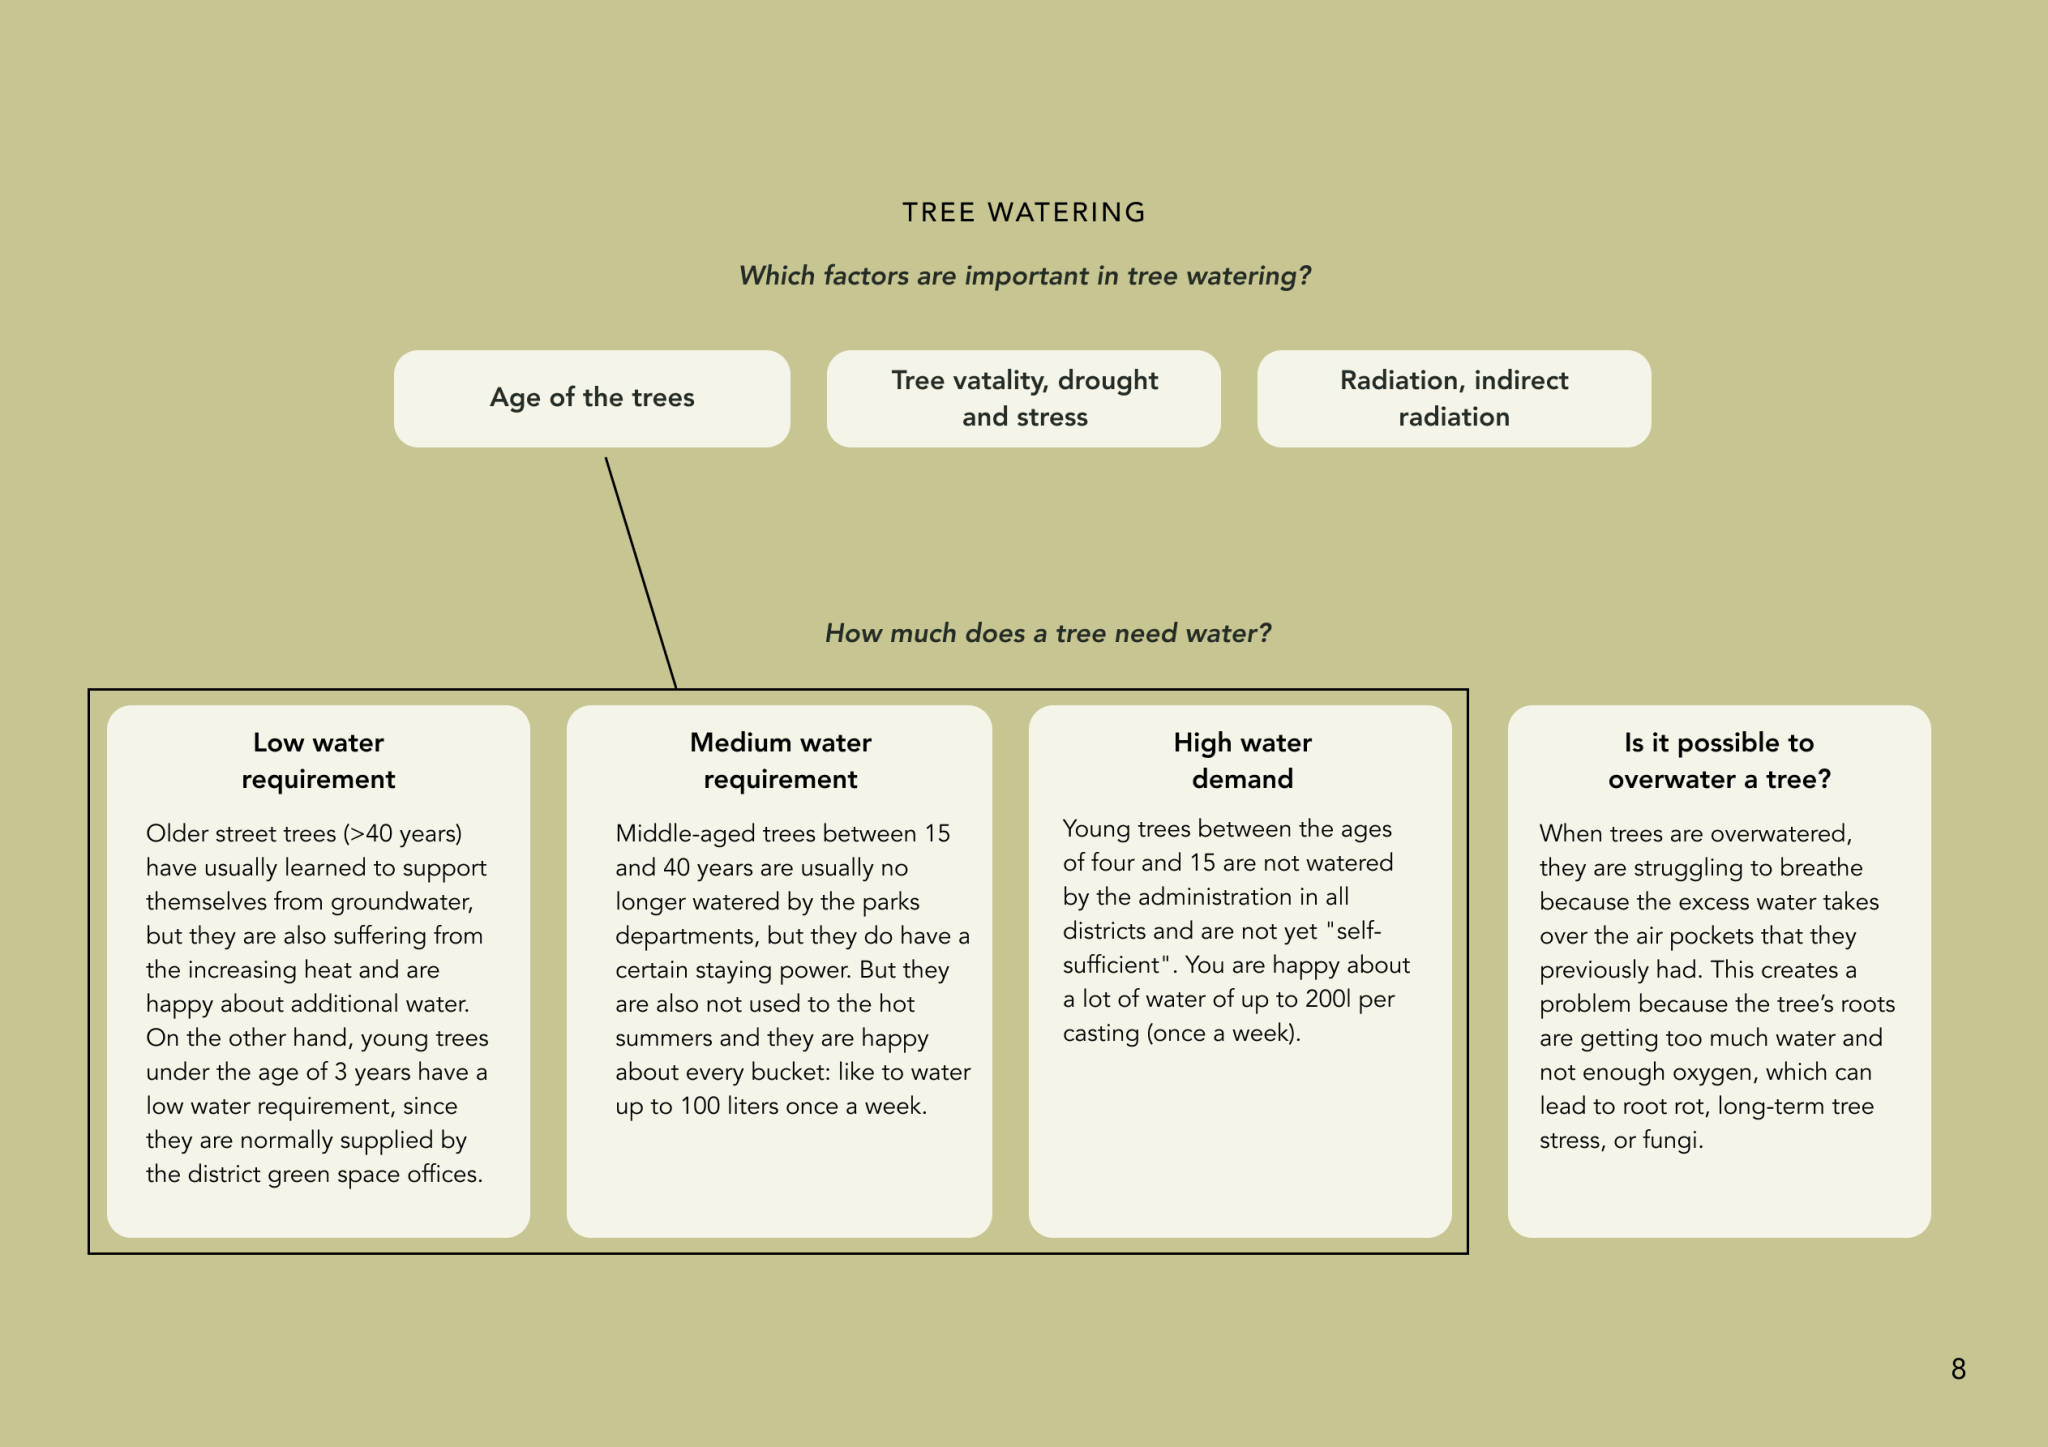 TREE WATERING
Which factors are important in tree watering?
Age of the trees
Tree vatality, drought
and stress
Radiation, indirect
radiation
How much does a tree need water?
Low water
requirement
Older street trees (>40 years)
have usually learned to support
themselves from groundwater,
but they are also suffering from
the increasing heat and are
happy about additional water.
On the other hand, young trees
under the age of 3 years have a
low water requirement, since
they are normally supplied by
the district green space offices.
Medium water
requirement
Middle-aged trees between 15
and 40 years are usually no
longer watered by the parks
departments, but they do have a
certain staying power. But they
are also not used to the hot
summers and they are happy
about every bucket: like to water
up to 100 liters once a week.
High water
demand
Young trees between the ages
of four and 15 are not watered
by the administration in all
districts and are not yet "self-
sufficient". You are happy about
a lot of water of up to 200l per
casting (once a week).
Is it possible to
overwater a tree?
When trees are overwatered,
they are struggling to breathe
because the excess water takes
over the air pockets that they
previously had. This creates a
problem because the tree’s roots
are getting too much water and
not enough oxygen, which can
lead to root rot, long-term tree
stress, or fungi.
8